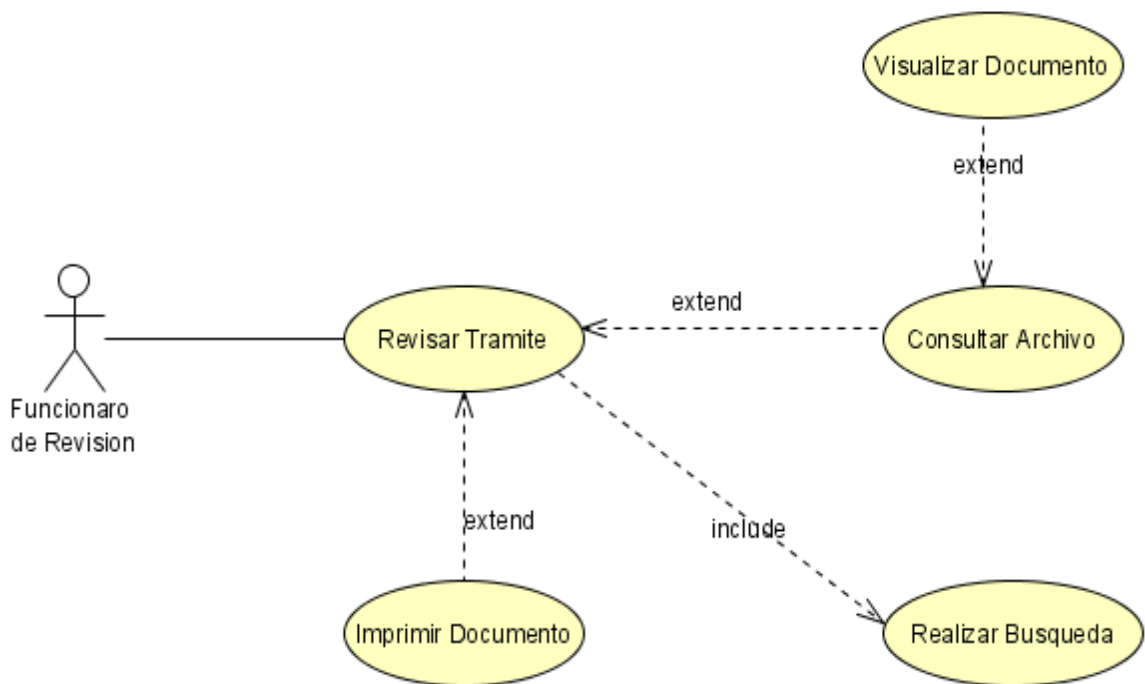 Visualizar Documento
extend
extend
Revisar Tramite
Consultar Archivo
Funcionaro
de Revision
extend
include
Imprimir Documento
Realizar Busqueda